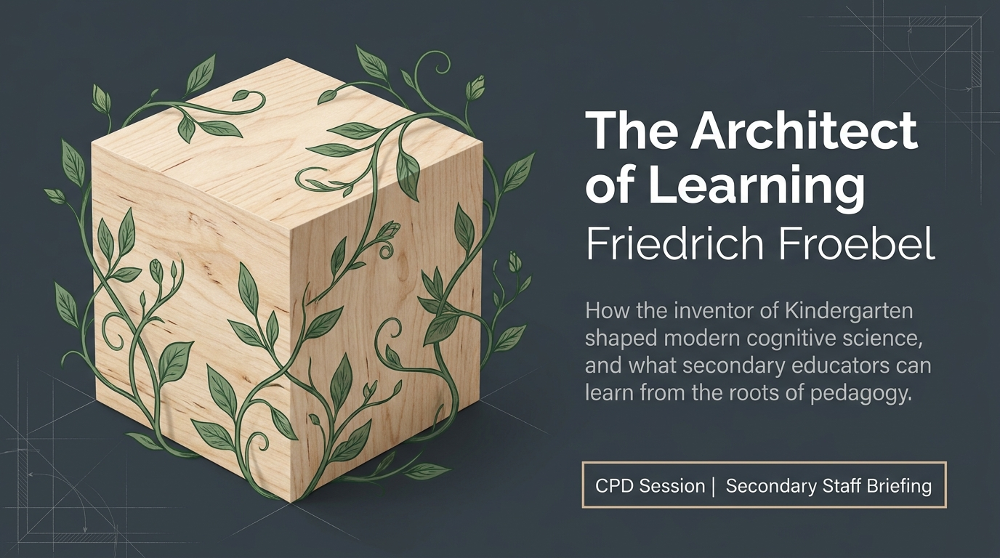 The Architect
of Learning
Friedrich Froebel
How the inventor of Kindergarten
shaped modern cognitive science,
and what secondary educators can
learn from the roots of pedagogy.
CPD Session | Secondary Staff Briefing